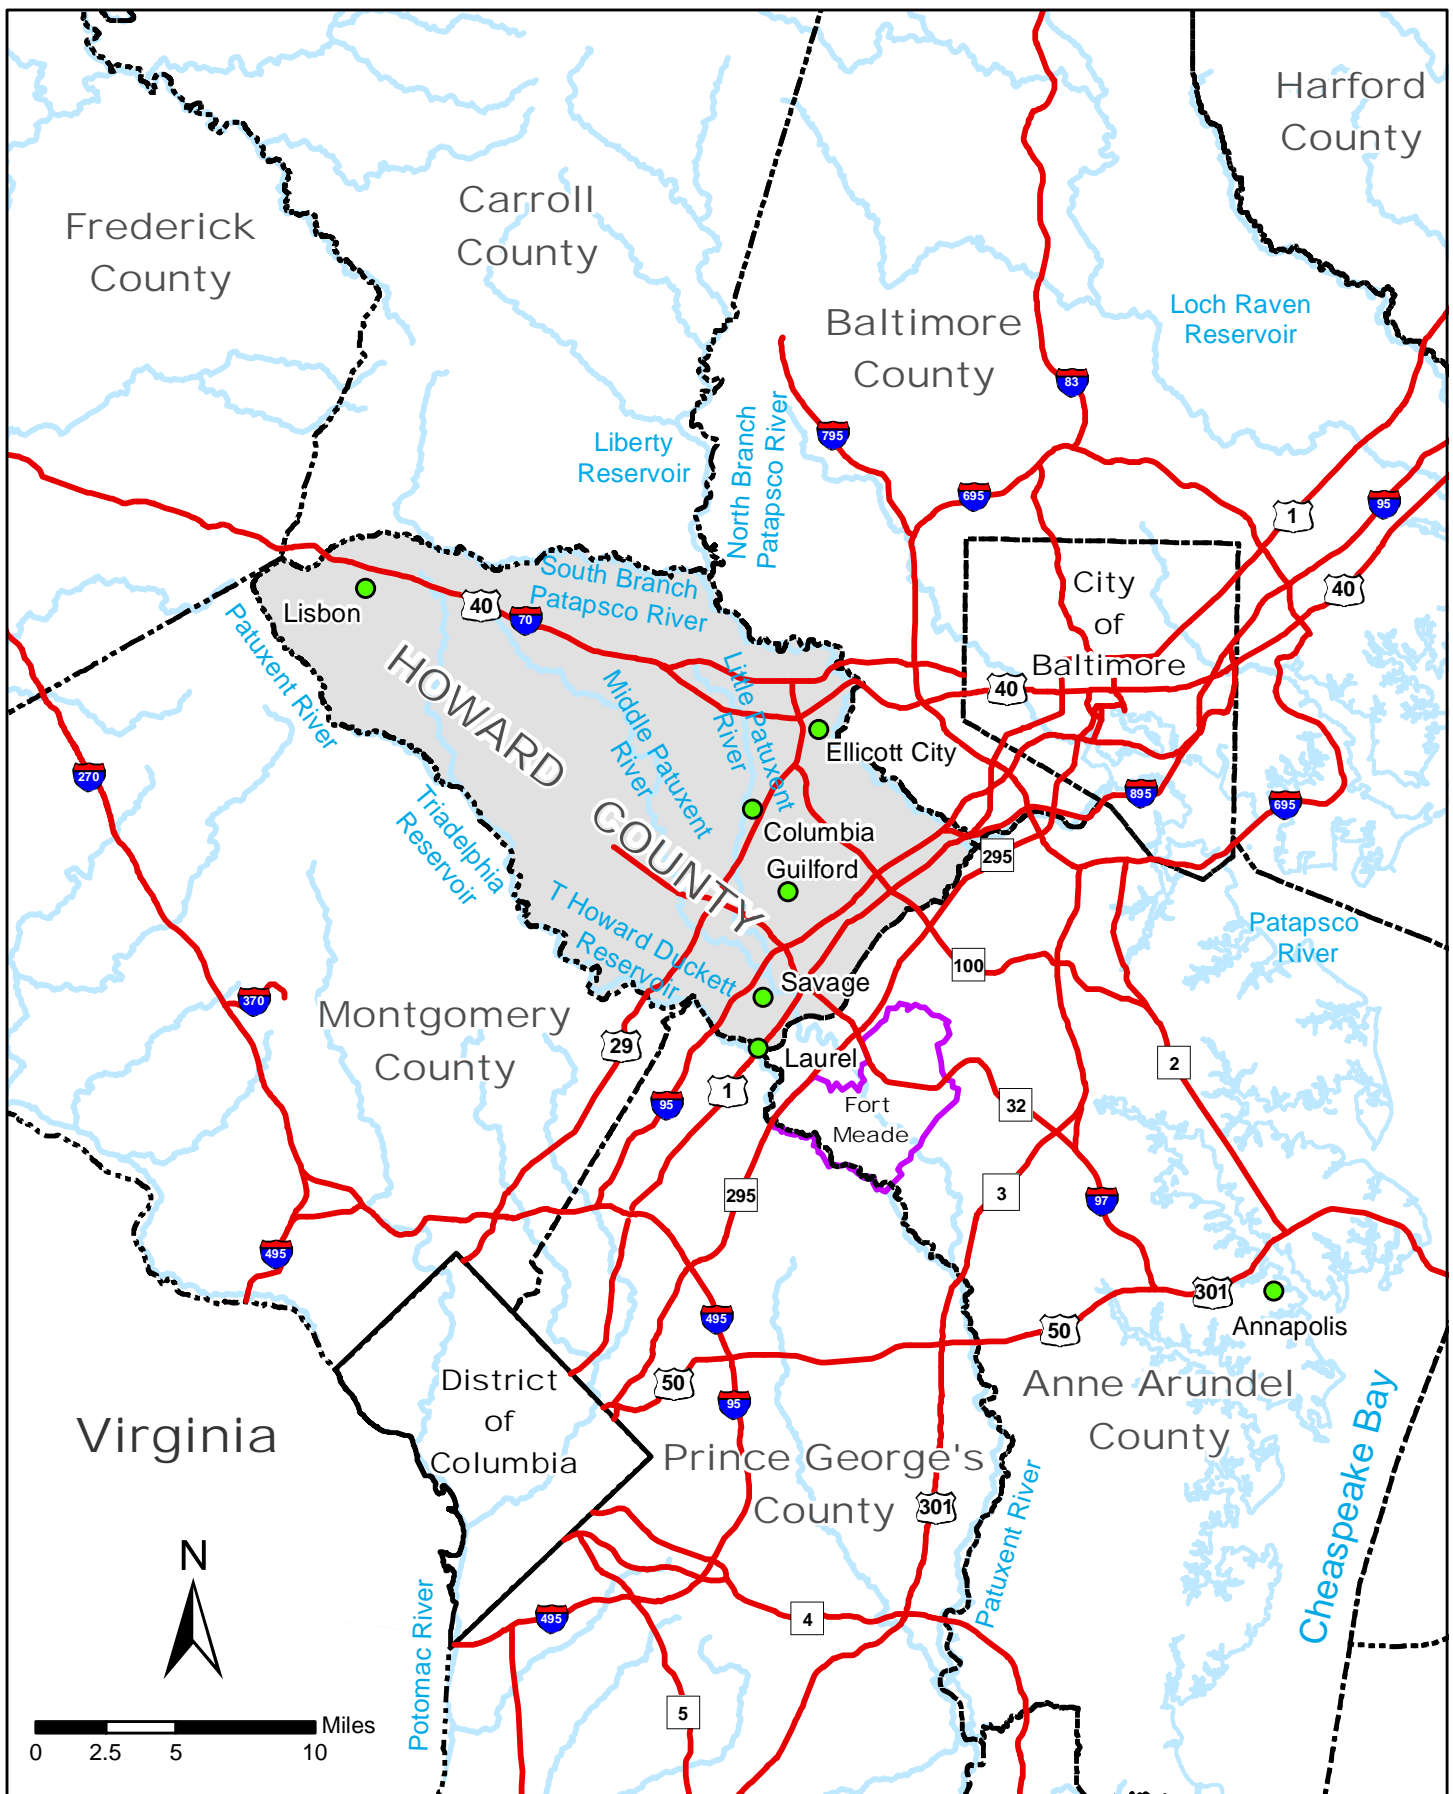 Harford
County
Carroll
County
Frederick
County
Loch Raven
Reservoir
Baltimore
County
83
795
North Branch
Patapsco River
Liberty
Reservoir
695
1
95
South Branch
Patapsco River
City
of
Baltimore
40
Lisbon
40
70
Patuxent River
HOWARD
COUNTY
Middle Patuxent
River
Little Patuxent
River
40
Ellicott City
270
Triadelphia
Reservoir
895
695
Columbia
Guilford
295
T Howard Duckett
Reservoir
Patapsco
River
100
Savage
370
Montgomery
County
29
Laurel
2
1
95
Fort
Meade
32
295
3
97
495
301
Annapolis
495
50
50
95
District
of
Columbia
Anne Arundel
County
Virginia
Prince George's
County
301
Patuxent River
Cheaspeake Bay
N
495
4
Potomac River
5
Miles
0
2.5
5
10